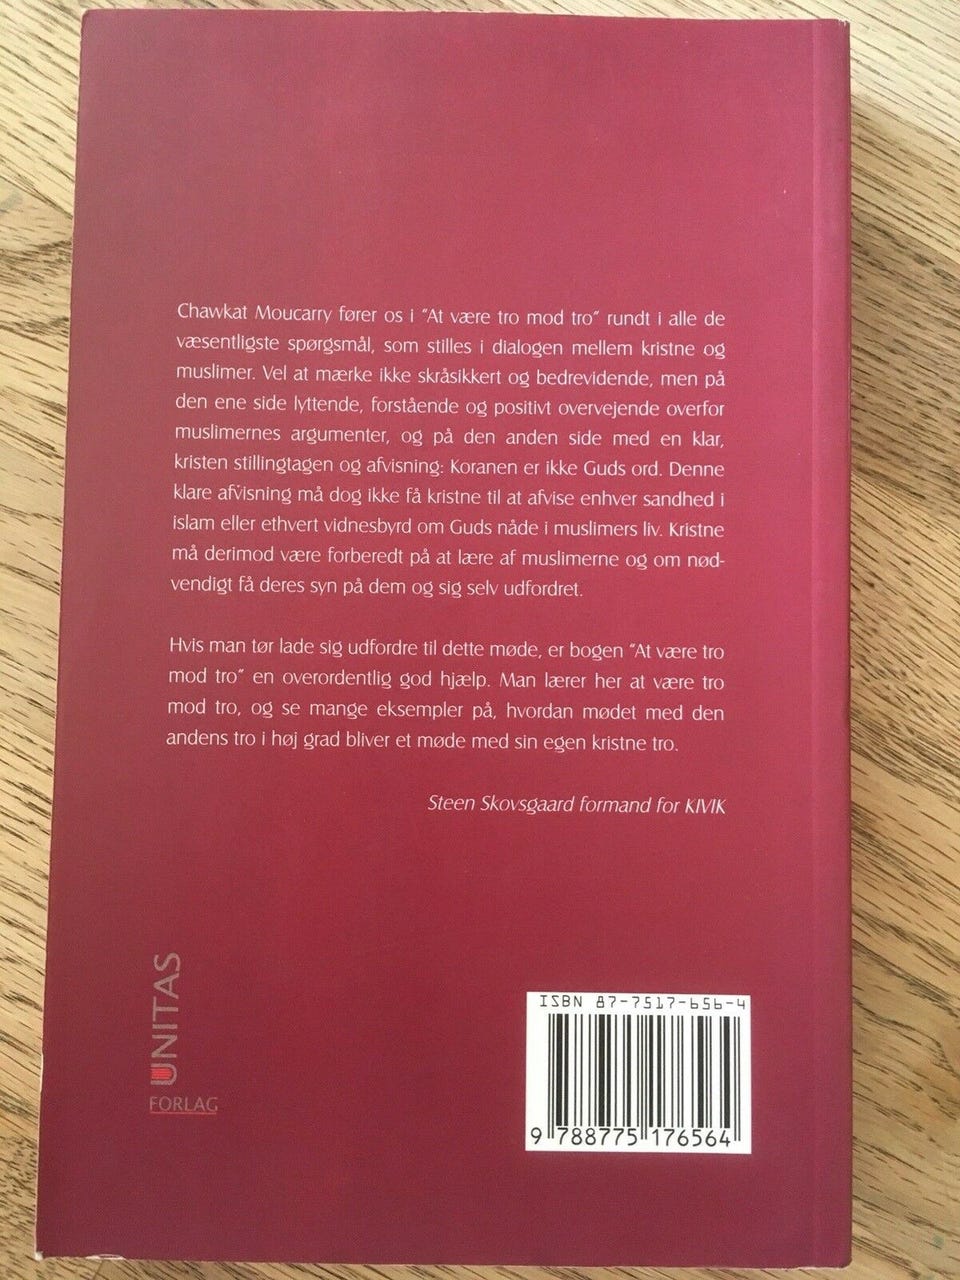 Chawkat Moucarry fører os i "At være tro mod tro" rundt i alle de
væsentligste spørgsmål, som stilles i dialogen mellem kristne og
muslimer. Vel at mærke ikke skråsikkert og bedrevidende, men på
den ene side lyttende, forstående og positivt overvejende overfor
muslimernes argumenter, og på den anden side med en klar,
kristen stillingtagen og afvisning: Koranen er ikke Guds ord. Denne
klare afvisning må dog ikke få kristne til at afvise enhver sandhed i
islam eller ethvert vidnesbyrd om Guds nåde i muslimers liv. Kristne
må derimod være forberedt på at lære af muslimerne og om nød-
vendigt få deres syn på dem og sig selv udfordret.
Hvis man tør lade sig udfordre til dette møde, er bogen "At være tro
mod tro" en overordentlig god hjælp. Man lærer her at være tro
mod tro, og se mange eksempler på, hvordan mødet med den
andens tro i høj grad bliver et møde med sin egen kristne tro.
Steen Skovsgaard formand for KIVIK
UNITAS
FORLAG
ISBN 87-7517-656-4
9 788775 176564